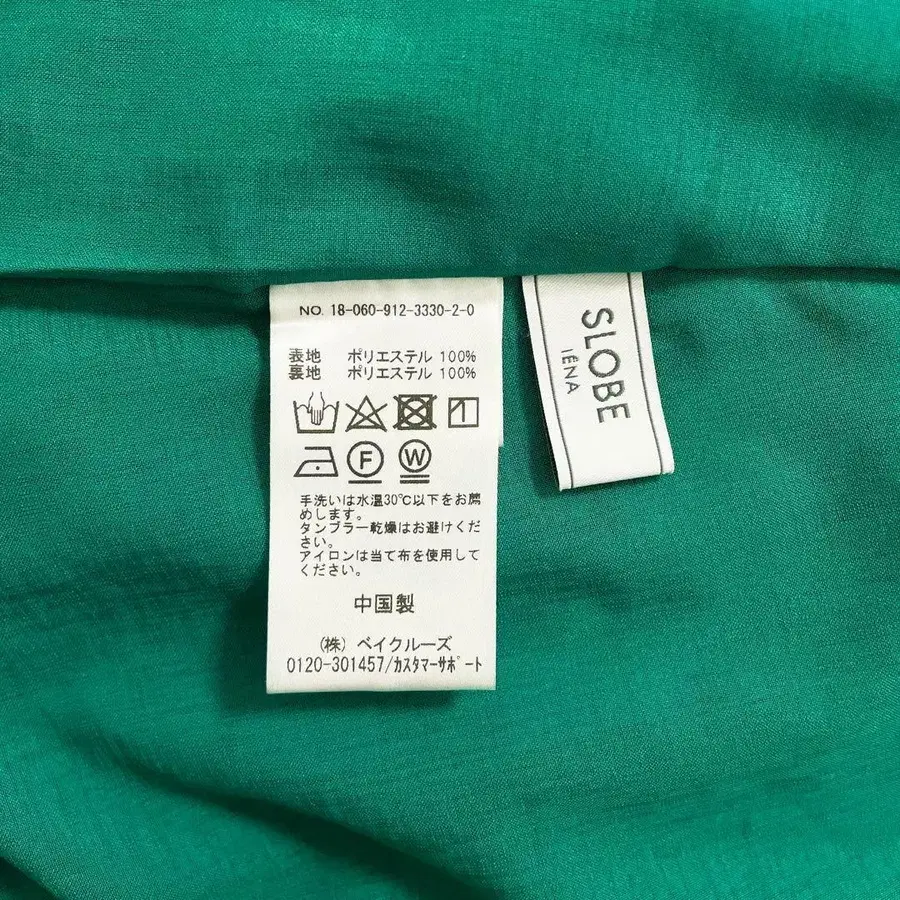 NO. 18-060-912-3330-2-0
表地 ポリエステル 100%
裏地 ポリエステル 100%
F W
手洗いは水温30℃以下をお薦
めします。
タンブラー乾燥はお避けくだ
さい。
アイロンは当て布を使用して
ください。
中国製
(株) ベイクルーズ
0120-301457/カスタマーサポート
SLOBE
IÉNA